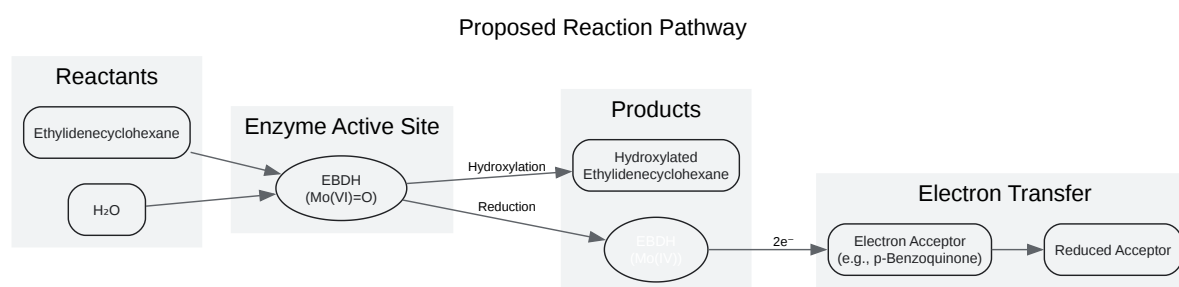 Proposed Reaction Pathway
Reactants
Ethylidenecyclohexane
H₂O
Enzyme Active Site
EBDH
(Mo(VI)=O)
Hydroxylation
Reduction
Products
Hydroxylated
Ethylidenecyclohexane
EBDH
(Mo(IV))
2e⁻
Electron Transfer
Electron Acceptor
(e.g., p-Benzoquinone)
Reduced Acceptor